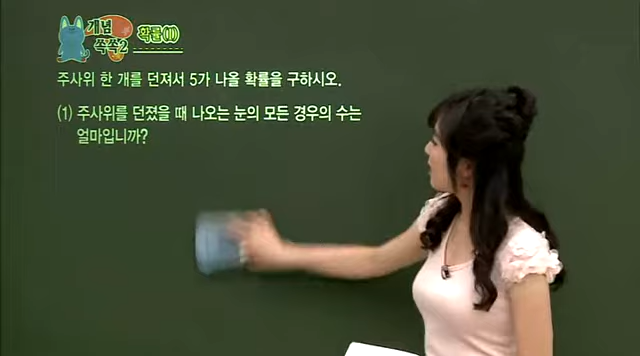 개념
쏙쏙2
확률(1)
주사위 한 개를 던져서 5가 나올 확률을 구하시오.
(1) 주사위를 던졌을 때 나오는 눈의 모든 경우의 수는
얼마입니까?